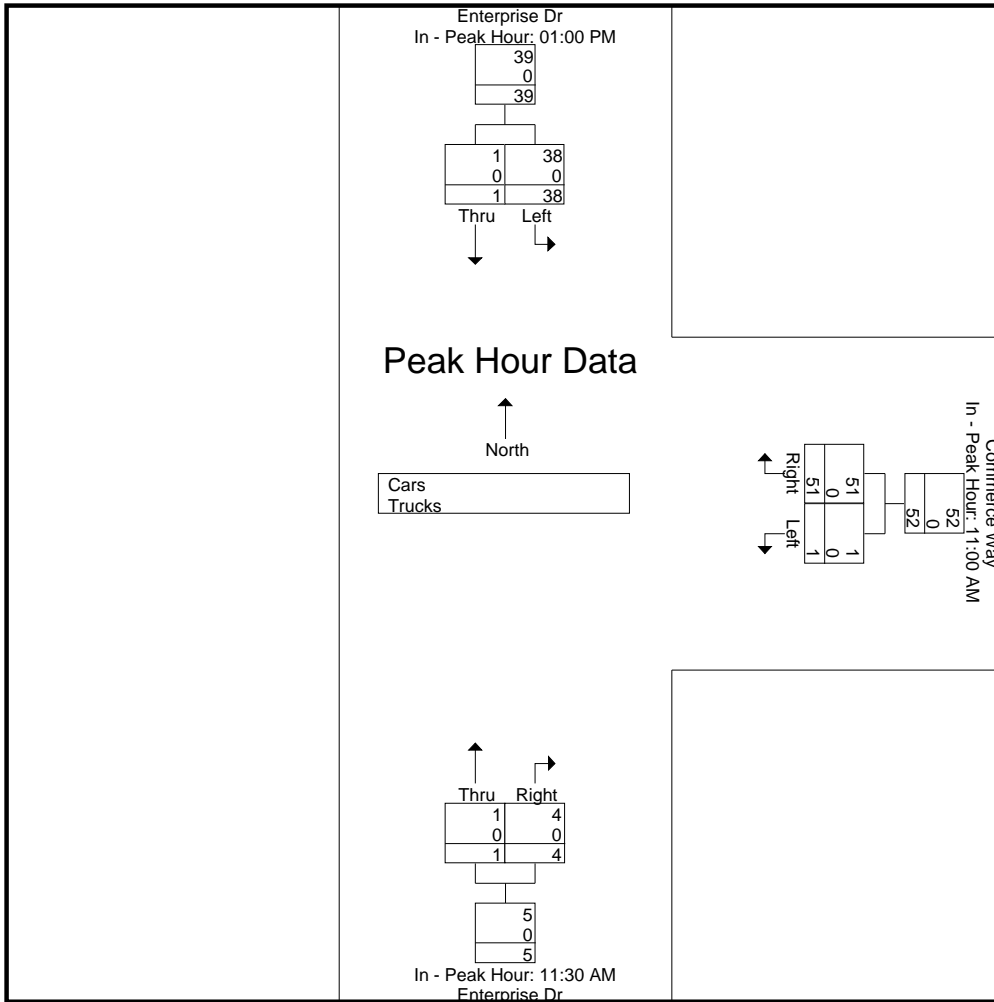 Enterprise Dr
In - Peak Hour: 01:00 PM
39
0
39
1 38
0 0
1 38
Thru Left
Peak Hour Data
North
Cars
Trucks
Commerce Way
In - Peak Hour: 11:00 AM
52
0
52
51 1
0 0
51 1
Right Left
Thru Right
1 4
0 0
1 4
5
0
5
In - Peak Hour: 11:30 AM
Enterprise Dr